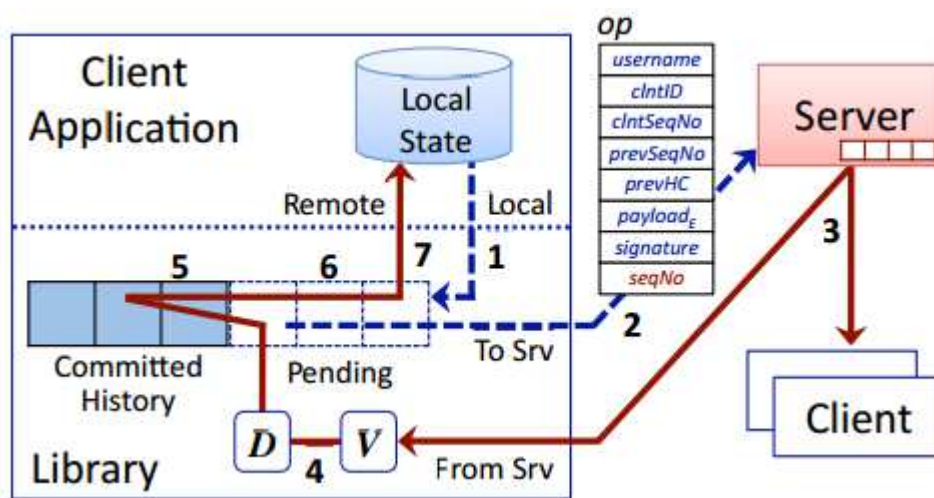 op
username
clntID
clntSeqNo
prevSeqNo
prevHC
payload_E
signature
seqNo
Client
Application
Local
State
Server
Remote
Local
5
6
7
1
2
3
To Srv
Committed
History
Pending
D
V
4
Library
From Srv
Client